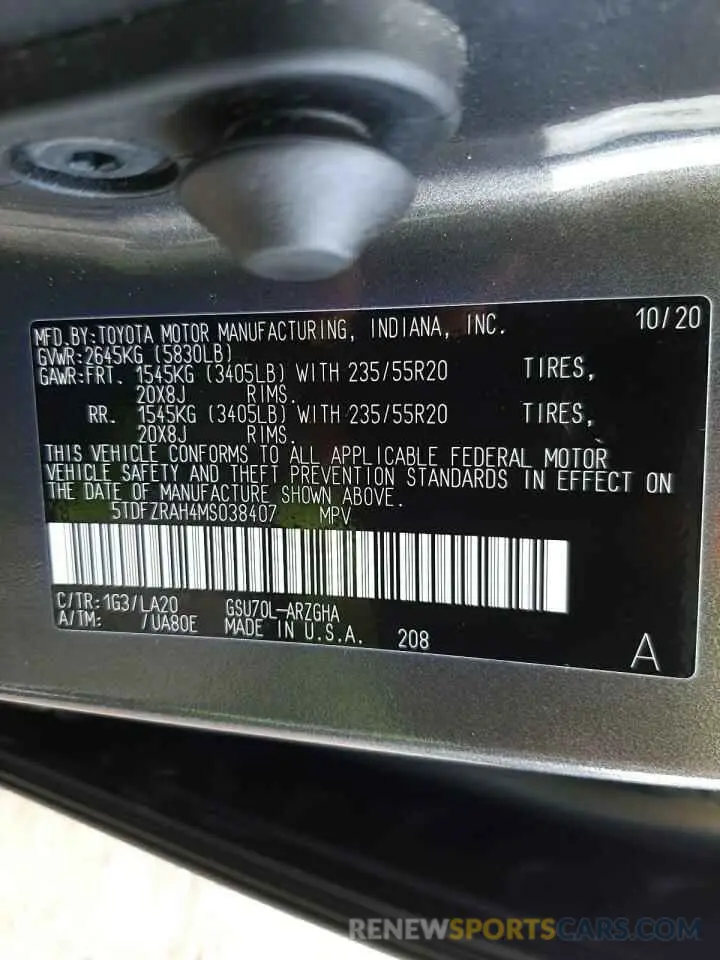 MFD.BY:TOYOTA MOTOR MANUFACTURING, INDIANA, INC. 10/20
GVWR:2645KG (5830LB)
GAWR:FRT. 1545KG (3405LB) WITH 235/55R20 TIRES,
20X8J RIMS.
RR. 1545KG (3405LB) WITH 235/55R20 TIRES,
20X8J RIMS.
THIS VEHICLE CONFORMS TO ALL APPLICABLE FEDERAL MOTOR
VEHICLE SAFETY AND THEFT PREVENTION STANDARDS IN EFFECT ON
THE DATE OF MANUFACTURE SHOWN ABOVE.
5TDFZRAH4MS038407 MPV
C/TR:1G3/LA20 GSU70L-ARZGHA
A/TM: /UA80E MADE IN U.S.A. 208 A
RENEWSPORTSCARS.COM